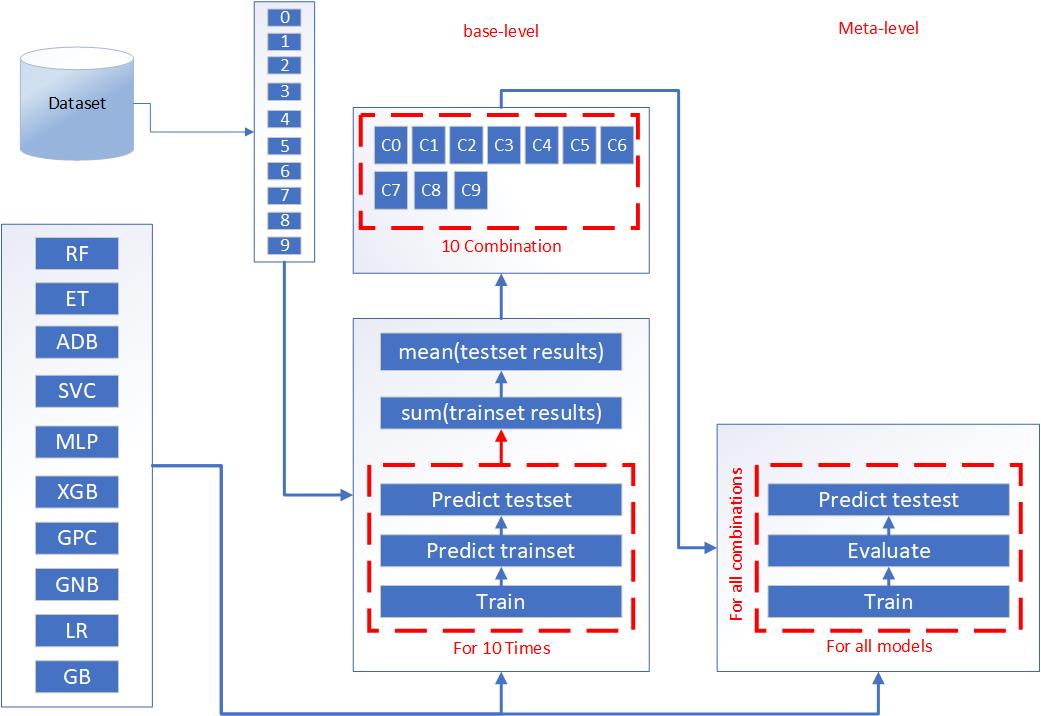 Dataset
0
1
2
3
4
5
6
7
8
9
RF
ET
ADB
SVC
MLP
XGB
GPC
GNB
LR
GB
base-level
C0 C1 C2 C3 C4 C5 C6
C7 C8 C9
10 Combination
mean(testset results)
sum(trainset results)
Predict testset
Predict trainset
Train
For 10 Times
Meta-level
For all combinations
Predict testest
Evaluate
Train
For all models